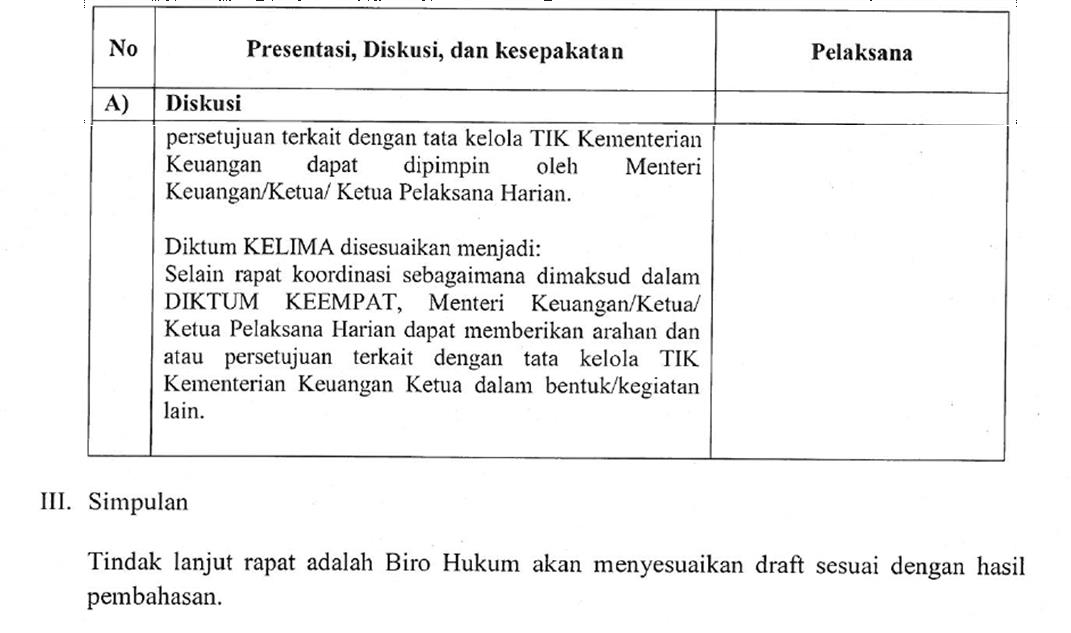 No Presentasi, Diskusi, dan kesepakatan Pelaksana
A) Diskusi
persetujuan terkait dengan tata kelola TIK Kementerian
Keuangan dapat dipimpin oleh Menteri
Keuangan/Ketua/ Ketua Pelaksana Harian.
Diktum KELIMA disesuaikan menjadi:
Selain rapat koordinasi sebagaimana dimaksud dalam
DIKTUM KEEMPAT, Menteri Keuangan/Ketua/
Ketua Pelaksana Harian dapat memberikan arahan dan
atau persetujuan terkait dengan tata kelola TIK
Kementerian Keuangan Ketua dalam bentuk/kegiatan
lain.
III. Simpulan
Tindak lanjut rapat adalah Biro Hukum akan menyesuaikan draft sesuai dengan hasil
pembahasan.